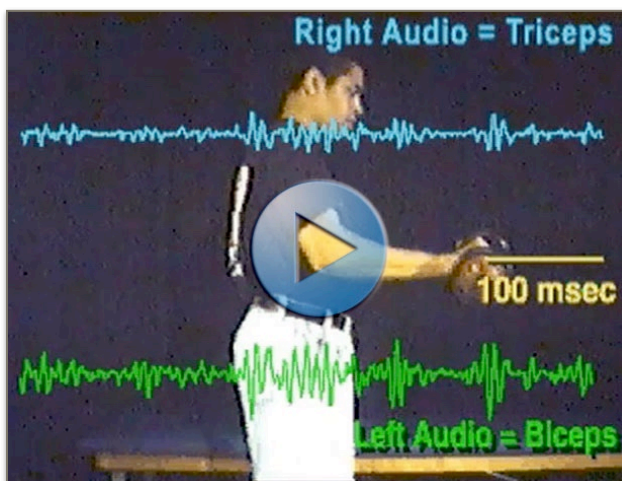 Right Audio = Triceps
100 msec
Left Audio = Biceps